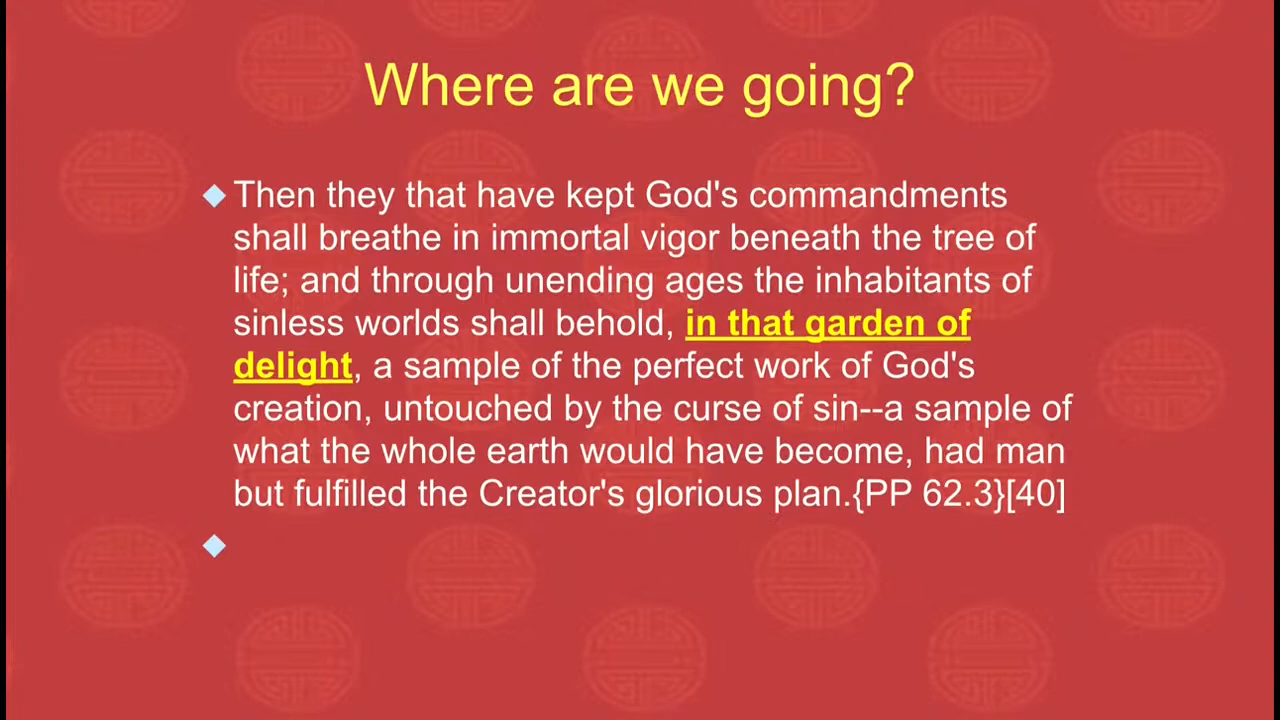 Where are we going?
Then they that have kept God's commandments
shall breathe in immortal vigor beneath the tree of
life; and through unending ages the inhabitants of
sinless worlds shall behold, in that garden of
delight, a sample of the perfect work of God's
creation, untouched by the curse of sin--a sample of
what the whole earth would have become, had man
but fulfilled the Creator's glorious plan.{PP 62.3}[40]